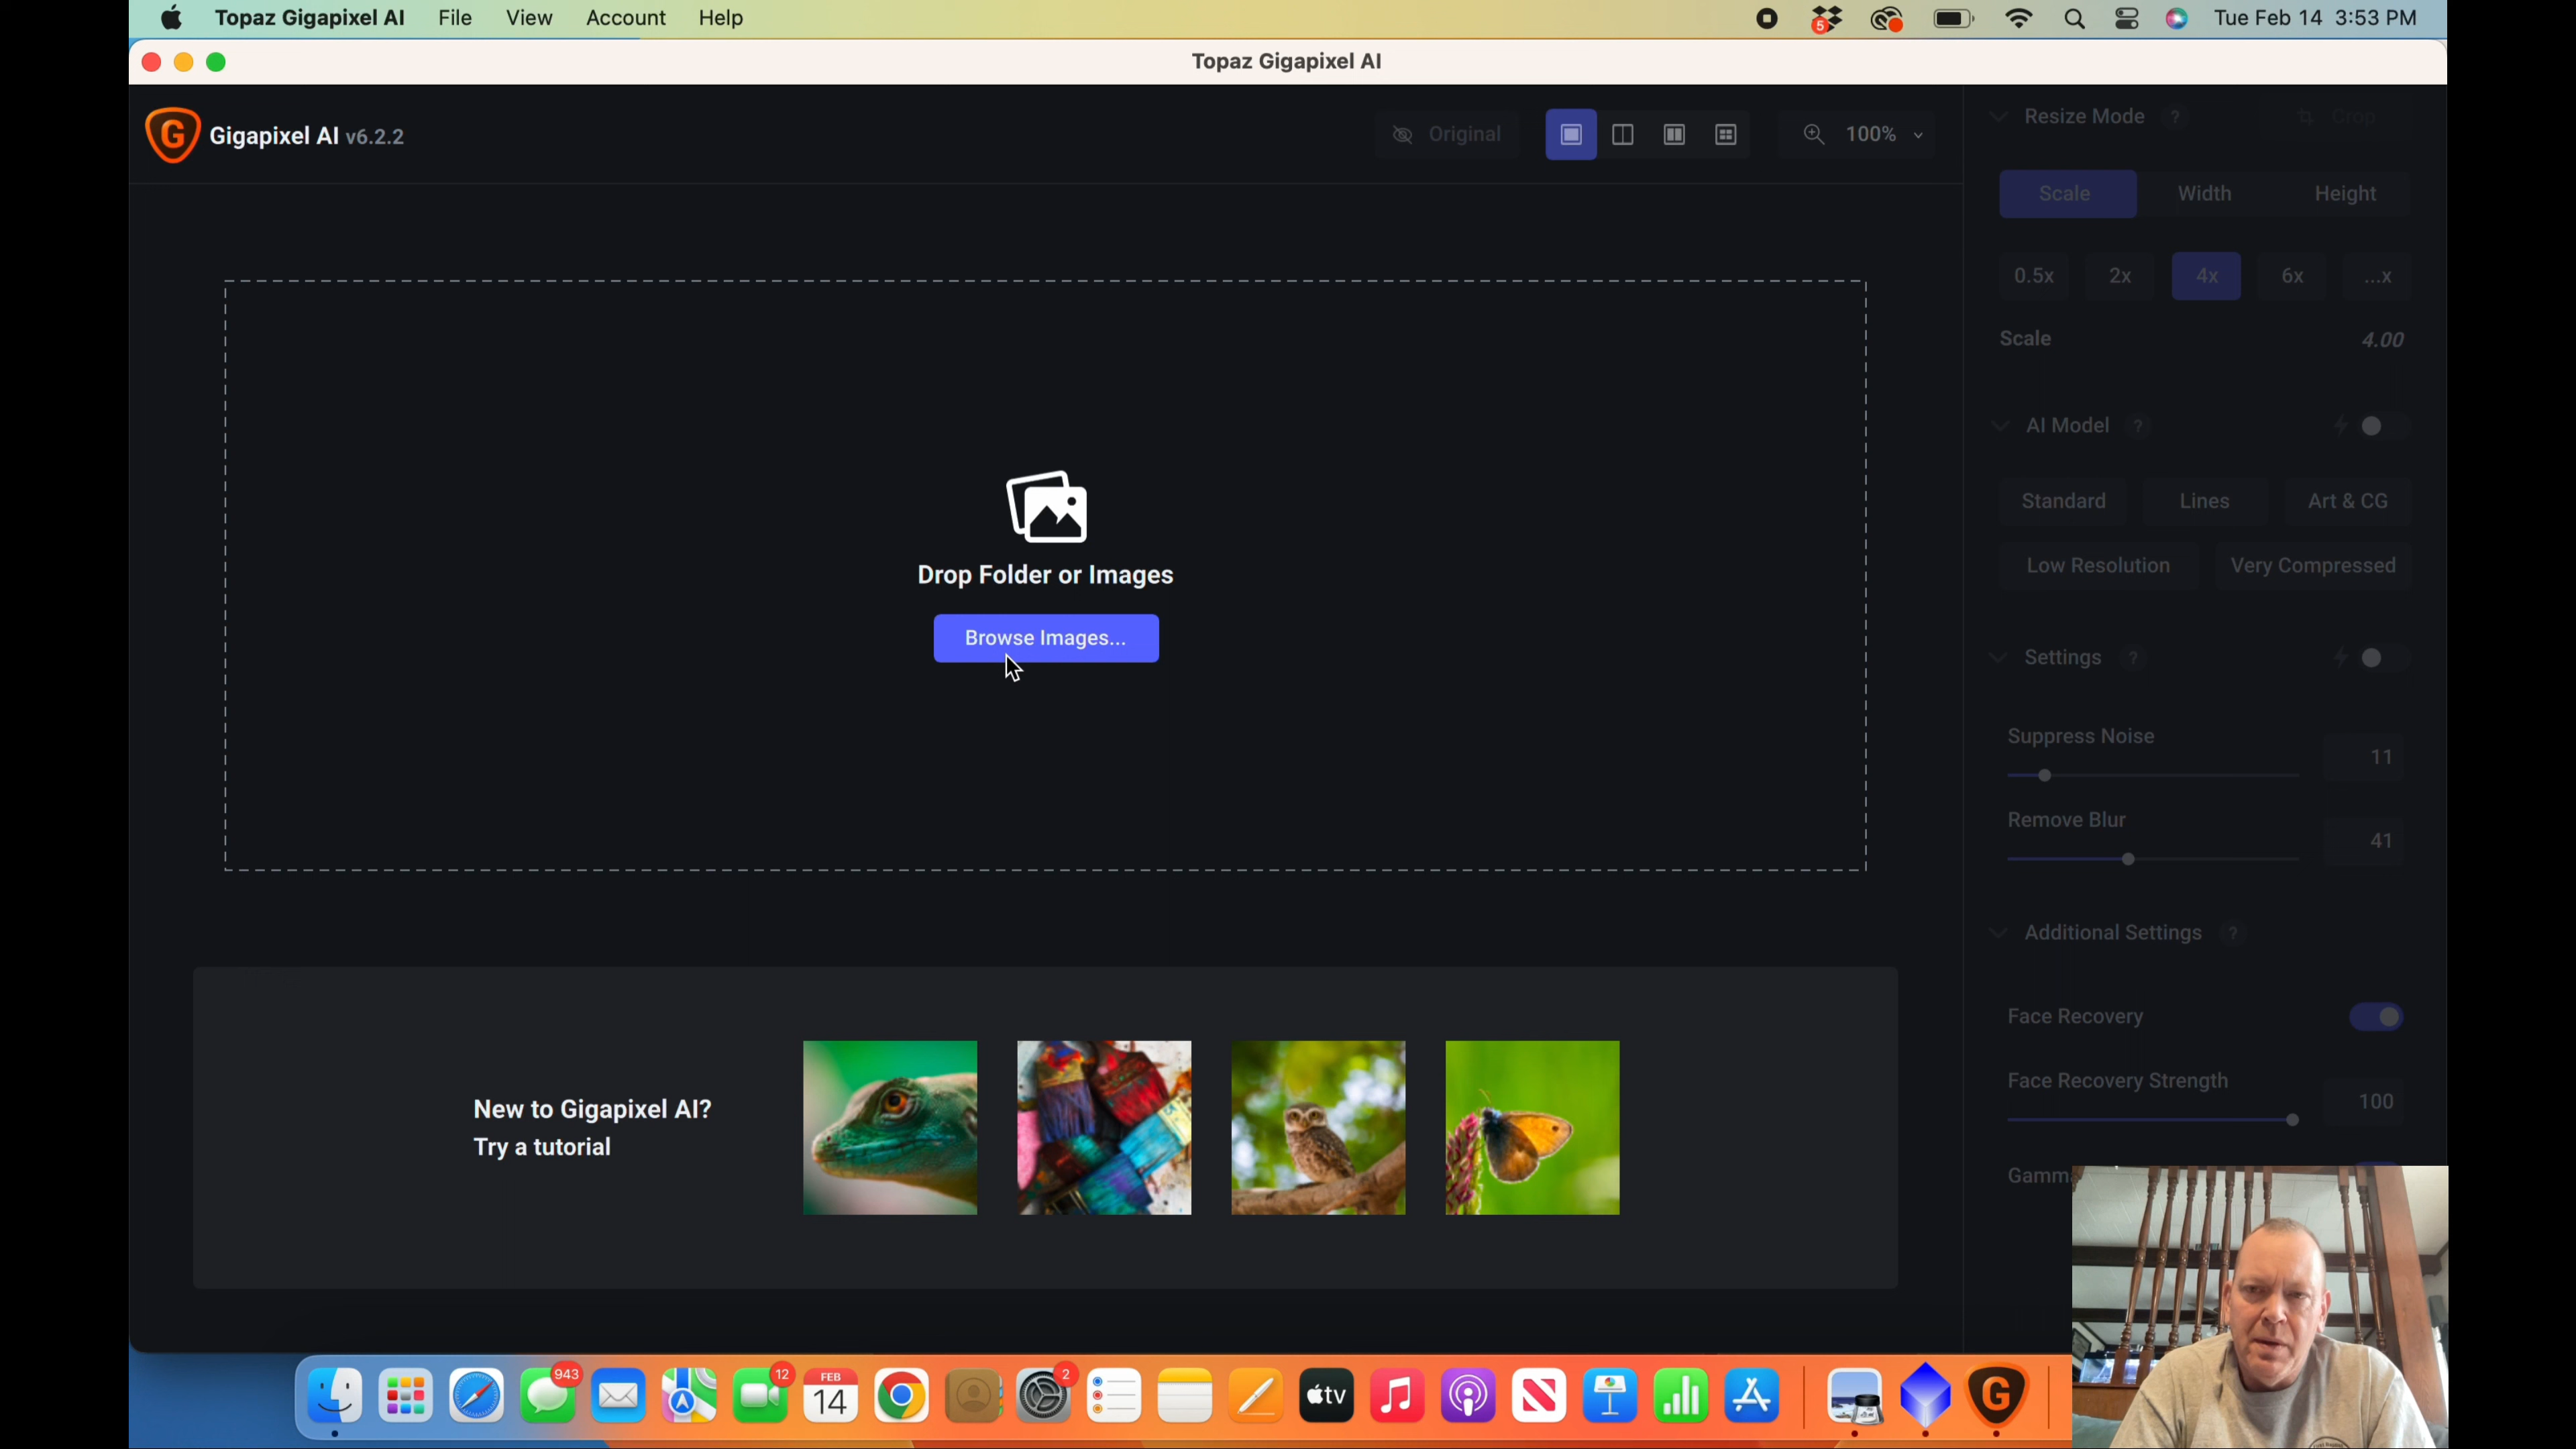 Topaz Gigapixel AI File View Account Help 5 Tue Feb 14 3:53 PM
Topaz Gigapixel AI
G Gigapixel AI v6.2.2 Original 100%
Resize Mode ? Crop
Scale Width Height
0.5x 2x 4x 6x ...x
Scale 4.00
AI Model ?
Standard Lines Art & CG
Low Resolution Very Compressed
Drop Folder or Images
Browse Images...
Settings ?
Suppress Noise
11
Remove Blur
41
Additional Settings ?
Face Recovery
Face Recovery Strength
100
New to Gigapixel AI?
Try a tutorial
943 12 FEB 14 2 tv G